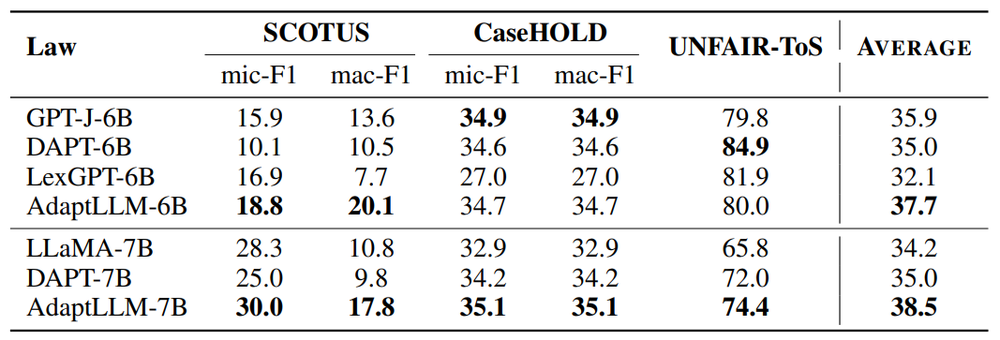 Law SCOTUS CaseHOLD UNFAIR-ToS AVERAGE
mic-F1 mac-F1 mic-F1 mac-F1
GPT-J-6B 15.9 13.6 34.9 34.9 79.8 35.9
DAPT-6B 10.1 10.5 34.6 34.6 84.9 35.0
LexGPT-6B 16.9 7.7 27.0 27.0 81.9 32.1
AdaptLLM-6B 18.8 20.1 34.7 34.7 80.0 37.7
LLaMA-7B 28.3 10.8 32.9 32.9 65.8 34.2
DAPT-7B 25.0 9.8 34.2 34.2 72.0 35.0
AdaptLLM-7B 30.0 17.8 35.1 35.1 74.4 38.5